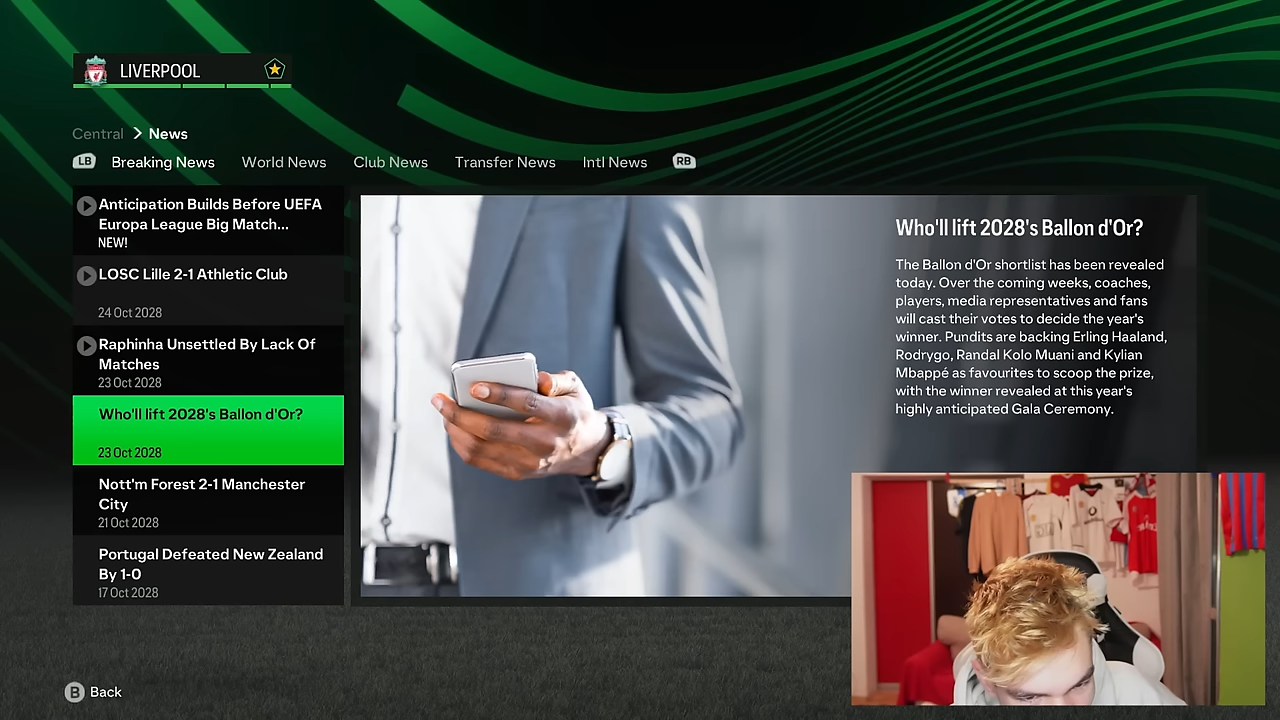 LIVERPOOL
Central > News
LB Breaking News World News Club News Transfer News Intl News RB
Anticipation Builds Before UEFA
Europa League Big Match...
NEW!
LOSC Lille 2-1 Athletic Club
24 Oct 2028
Raphinha Unsettled By Lack Of
Matches
23 Oct 2028
Who'll lift 2028's Ballon d'Or?
23 Oct 2028
Nott'm Forest 2-1 Manchester
City
21 Oct 2028
Portugal Defeated New Zealand
By 1-0
17 Oct 2028
Who'll lift 2028's Ballon d'Or?
The Ballon d'Or shortlist has been revealed
today. Over the coming weeks, coaches,
players, media representatives and fans
will cast their votes to decide the year's
winner. Pundits are backing Erling Haaland,
Rodrygo, Randal Kolo Muani and Kylian
Mbappé as favourites to scoop the prize,
with the winner revealed at this year's
highly anticipated Gala Ceremony.
B Back